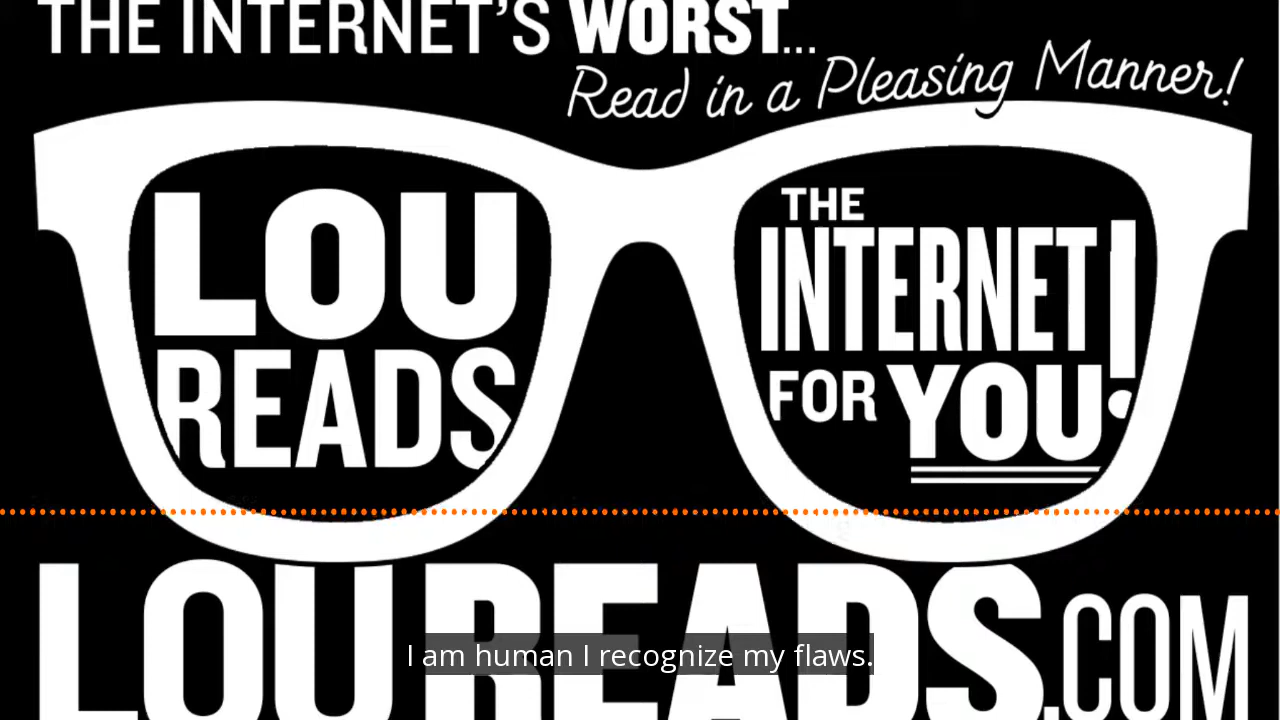 THE INTERNET'S WORST...
Read in a Pleasing Manner!
LOU
READS
THE
INTERNET!
FOR YOU
LOUREADS.COM
I am human I recognize my flaws.